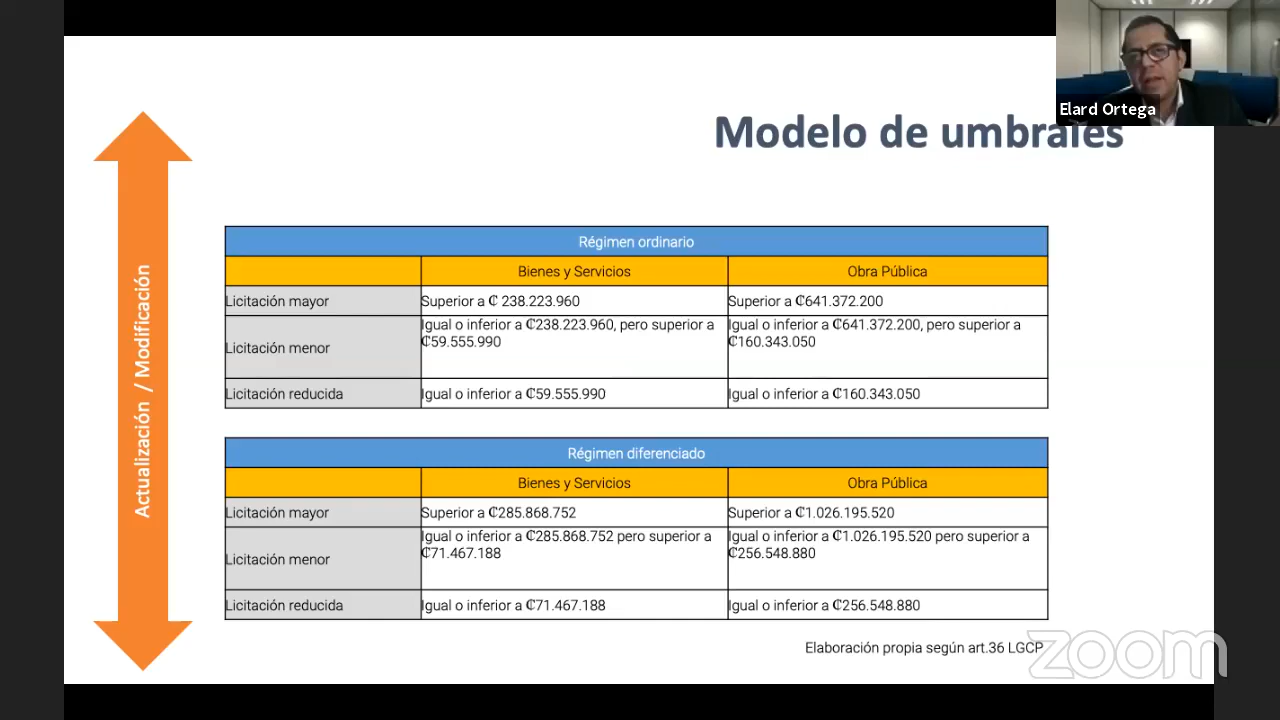 Elard Ortega
Modelo de umbrales
Actualización / Modificación
Régimen ordinario
Bienes y Servicios
Obra Pública
Licitación mayor
Superior a ₡ 238.223.960
Superior a ₡641.372.200
Licitación menor
Igual o inferior a ₡238.223.960, pero superior a
₡59.555.990
Igual o inferior a ₡641.372.200, pero superior a
₡160.343.050
Licitación reducida
Igual o inferior a ₡59.555.990
Igual o inferior a ₡160.343.050
Régimen diferenciado
Bienes y Servicios
Obra Pública
Licitación mayor
Superior a ₡285.868.752
Superior a ₡1.026.195.520
Licitación menor
Igual o inferior a ₡285.868.752 pero superior a
₡71.467.188
Igual o inferior a ₡1.026.195.520 pero superior a
₡256.548.880
Licitación reducida
Igual o inferior a ₡71.467.188
Igual o inferior a ₡256.548.880
Elaboración propia según art.36 LGCP
zoom